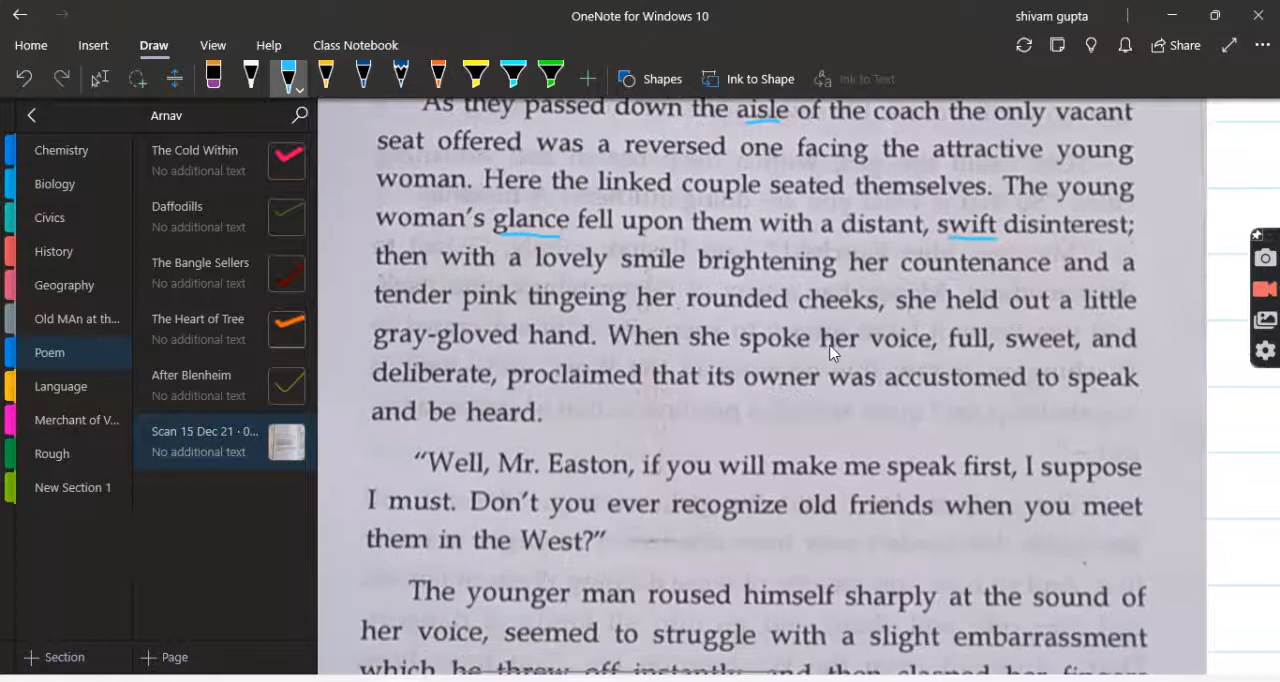 OneNote for Windows 10
shivam gupta
Home Insert Draw View Help Class Notebook
Share
Shapes
Ink to Shape
Ink to Text
Arnav
Chemistry
Biology
Civics
History
Geography
Old MAn at th...
Poem
Language
Merchant of V...
Rough
New Section 1
Section
The Cold Within
No additional text
Daffodills
No additional text
The Bangle Sellers
No additional text
The Heart of Tree
No additional text
After Blenheim
No additional text
Scan 15 Dec 21 · 0...
No additional text
Page
As they passed down the aisle of the coach the only vacant
seat offered was a reversed one facing the attractive young
woman. Here the linked couple seated themselves. The young
woman's glance fell upon them with a distant, swift disinterest;
then with a lovely smile brightening her countenance and a
tender pink tingeing her rounded cheeks, she held out a little
gray-gloved hand. When she spoke her voice, full, sweet, and
deliberate, proclaimed that its owner was accustomed to speak
and be heard.
"Well, Mr. Easton, if you will make me speak first, I suppose
I must. Don't you ever recognize old friends when you meet
them in the West?"
The younger man roused himself sharply at the sound of
her voice, seemed to struggle with a slight embarrassment
which he threw off instantly, and then clasped her fingers